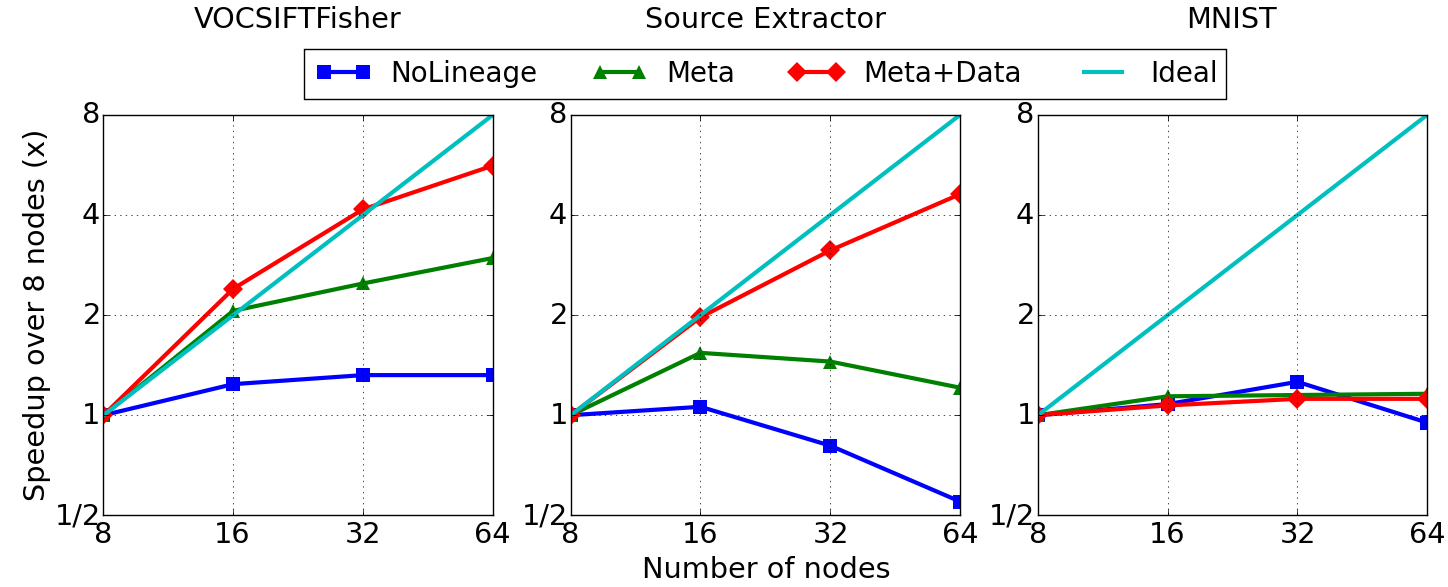 VOCSIFTFisher Source Extractor MNIST
NoLineage Meta Meta+Data Ideal
Speedup over 8 nodes (x)
8 8 8
4 4 4
2 2 2
1 1 1
1/2 1/2 1/2
8 16 32 64 8 16 32 64 8 16 32 64
Number of nodes